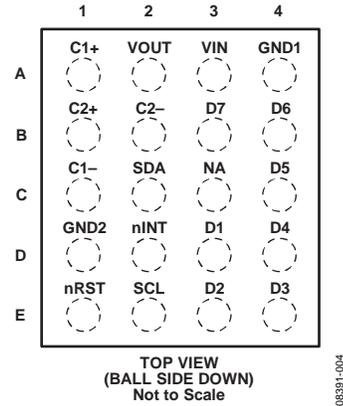 1 2 3 4
A
C1+ VOUT VIN GND1
B
C2+ C2– D7 D6
C
C1– SDA NA D5
D
GND2 nINT D1 D4
E
nRST SCL D2 D3
TOP VIEW
(BALL SIDE DOWN)
Not to Scale
08391-004